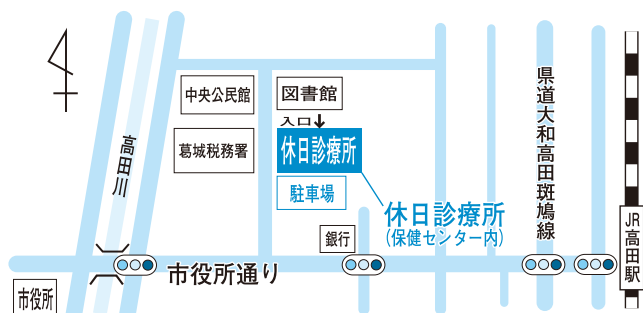 中央公民館
図書館
入口
葛城税務署
休日診療所
駐車場
高田川
休日診療所
(保健センター内)
県道大和高田斑鳩線
JR高田駅
銀行
市役所通り
市役所